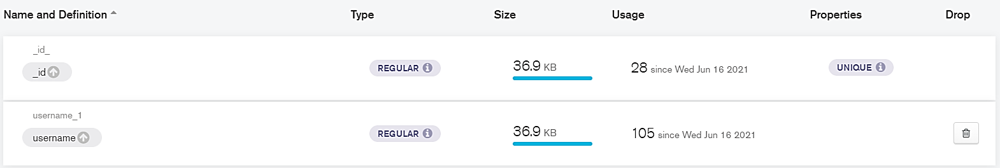 Name and Definition Type Size Usage Properties Drop
_id_
_id REGULAR 36.9 KB 28 since Wed Jun 16 2021 UNIQUE
username_1
username REGULAR 36.9 KB 105 since Wed Jun 16 2021